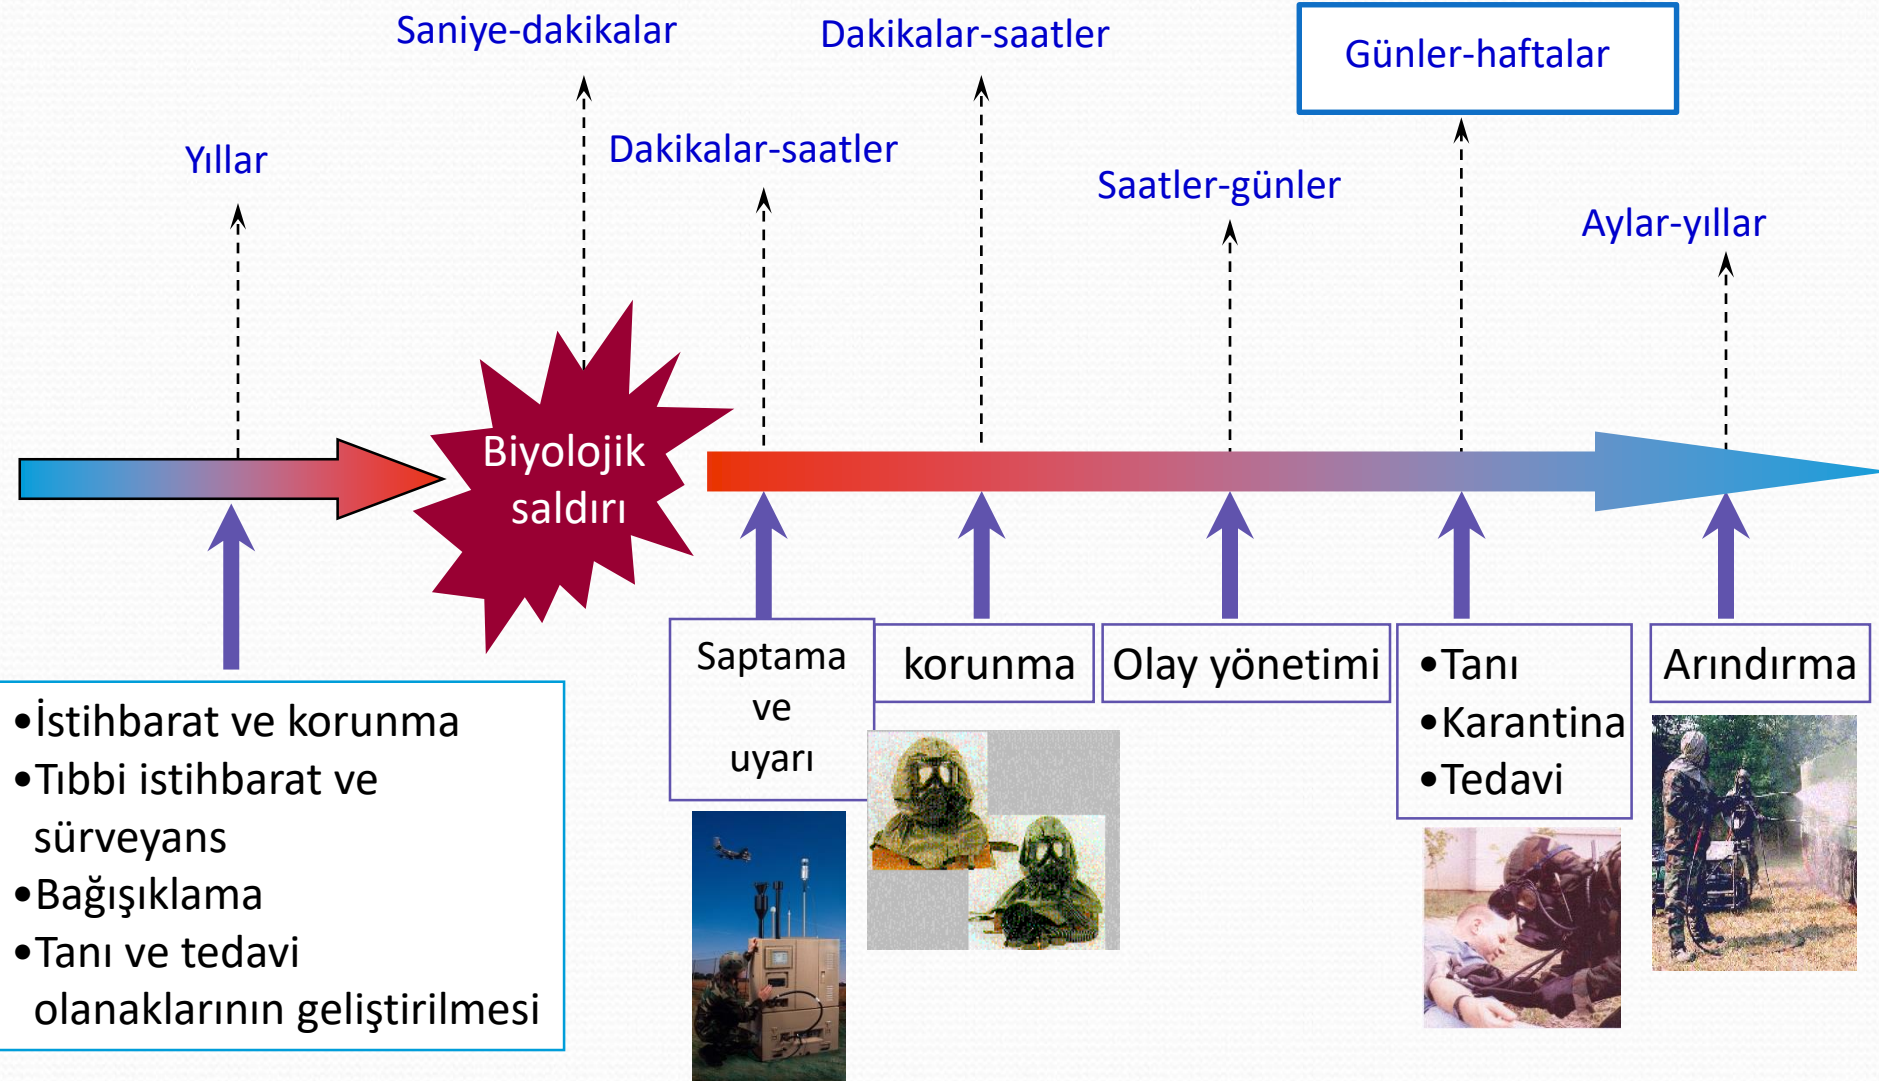 Saniye-dakikalar
Dakikalar-saatler
Günler-haftalar
Yıllar
Dakikalar-saatler
Saatler-günler
Aylar-yıllar
Biyolojik
saldırı
•İstihbarat ve korunma
•Tıbbi istihbarat ve
sürveyans
•Bağışıklama
•Tanı ve tedavi
olanaklarının geliştirilmesi
Saptama
ve
uyarı
korunma
Olay yönetimi
•Tanı
•Karantina
•Tedavi
Arındırma